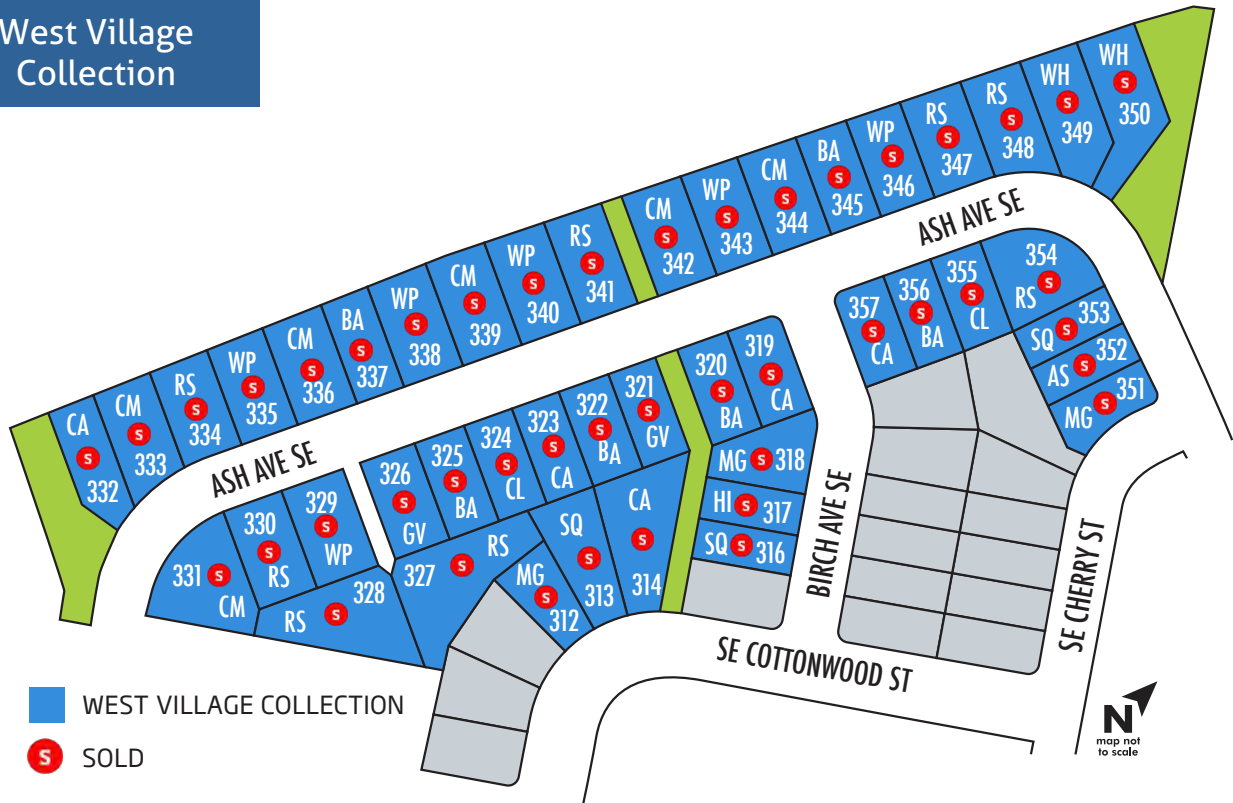 West Village
Collection
WH
S
350
WH
S
349
RS
S
348
RS
S
347
WP
S
346
BA
S
345
CM
S
344
WP
S
343
CM
S
342
RS
S
341
WP
S
340
CM
S
339
WP
S
338
BA
S
337
CM
S
336
WP
S
335
RS
S
334
CM
S
333
CA
S
332
ASH AVE SE
ASH AVE SE
354
RS S
355
S
CL
356
S
BA
357
S
CA
SQ S 353
AS S 352
MG S 351
319
S
CA
320
S
BA
321
S
GV
322
S
BA
323
S
CA
324
S
CL
325
S
BA
326
S
GV
MG S 318
HI S 317
SQ S 316
CA
S
314
SQ
S
313
MG
S
312
327 S RS
329
S
WP
330
S
RS
331 S
CM
RS S 328
BIRCH AVE SE
SE CHERRY ST
SE COTTONWOOD ST
WEST VILLAGE COLLECTION
S SOLD
N
map not
to scale